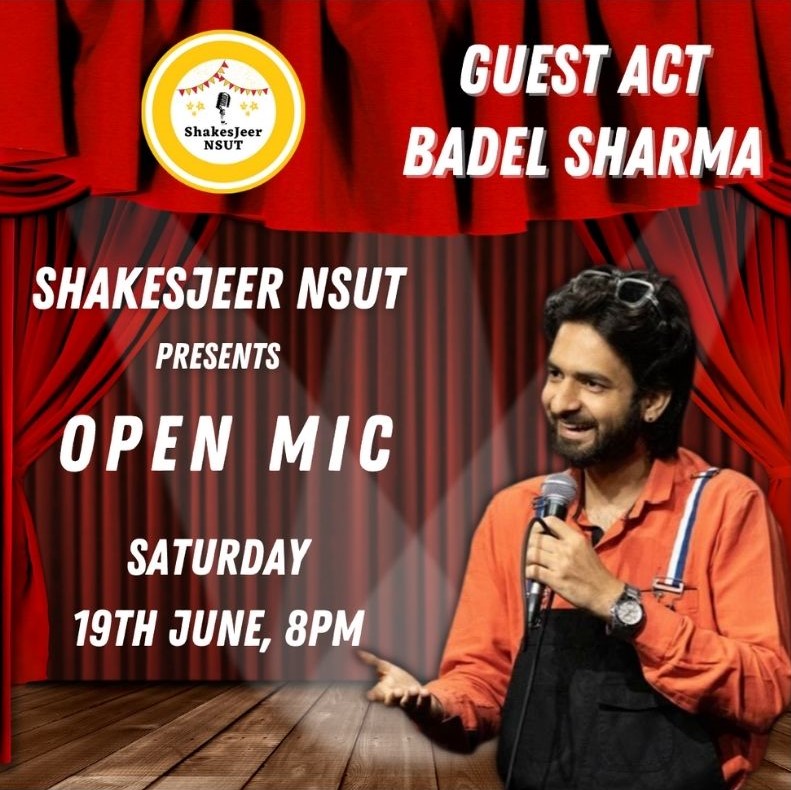 ShakesJeer
NSUT
GUEST ACT
BADEL SHARMA
SHAKESJEER NSUT
PRESENTS
OPEN MIC
SATURDAY
19TH JUNE, 8PM